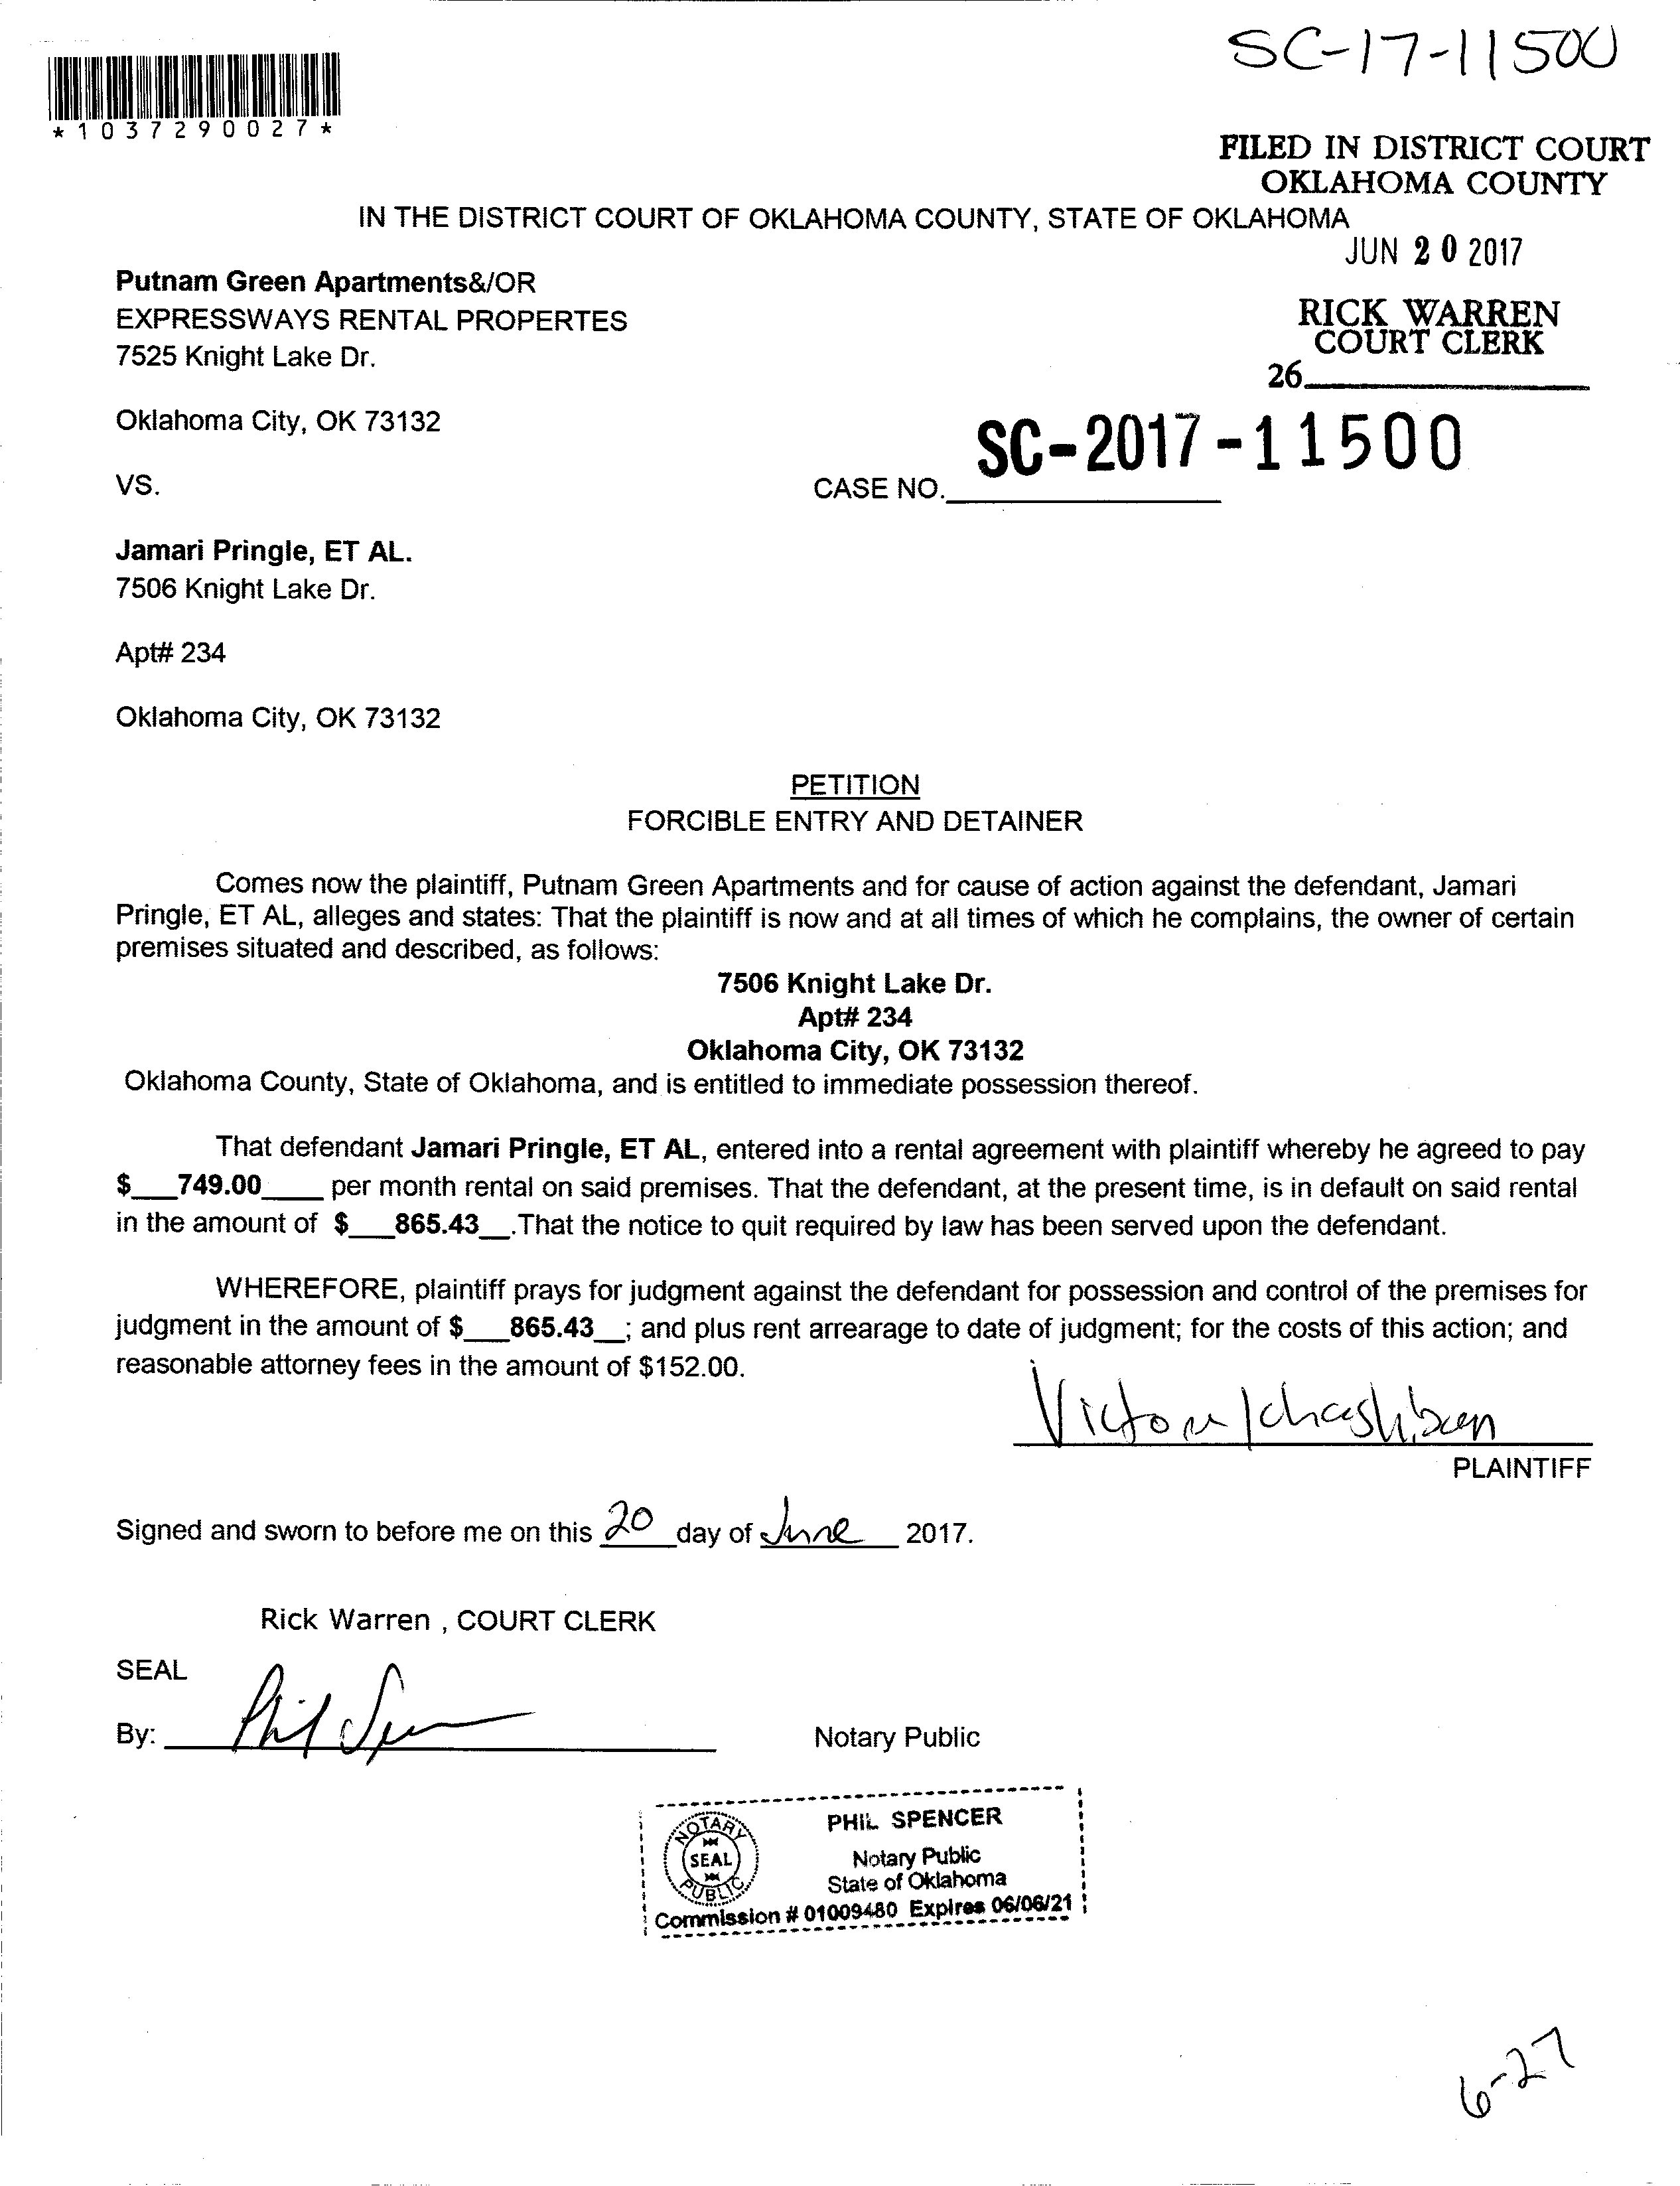 SC-17-11500
*1037290027*
FILED IN DISTRICT COURT
OKLAHOMA COUNTY
IN THE DISTRICT COURT OF OKLAHOMA COUNTY, STATE OF OKLAHOMA
JUN 20 2017
Putnam Green Apartments&/OR
EXPRESSWAYS RENTAL PROPERTES
7525 Knight Lake Dr.
RICK WARREN
COURT CLERK
26
Oklahoma City, OK 73132
SC-2017-11500
VS.
CASE NO.
Jamari Pringle, ET AL.
7506 Knight Lake Dr.
Apt# 234
Oklahoma City, OK 73132
PETITION
FORCIBLE ENTRY AND DETAINER
Comes now the plaintiff, Putnam Green Apartments and for cause of action against the defendant, Jamari
Pringle, ET AL, alleges and states: That the plaintiff is now and at all times of which he complains, the owner of certain
premises situated and described, as follows:
7506 Knight Lake Dr.
Apt# 234
Oklahoma City, OK 73132
Oklahoma County, State of Oklahoma, and is entitled to immediate possession thereof.
That defendant Jamari Pringle, ET AL, entered into a rental agreement with plaintiff whereby he agreed to pay
$___749.00____ per month rental on said premises. That the defendant, at the present time, is in default on said rental
in the amount of $___865.43__.That the notice to quit required by law has been served upon the defendant.
WHEREFORE, plaintiff prays for judgment against the defendant for possession and control of the premises for
judgment in the amount of $___865.43__; and plus rent arrearage to date of judgment; for the costs of this action; and
reasonable attorney fees in the amount of $152.00.
PLAINTIFF
Signed and sworn to before me on this 20 day of June 2017.
Rick Warren , COURT CLERK
SEAL
By: Phil Spencer
Notary Public
PHIL SPENCER
NOTARY PUBLIC
SEAL
Notary Public
State of Oklahoma
Commission # 01009480 Expires 06/06/21
6-27